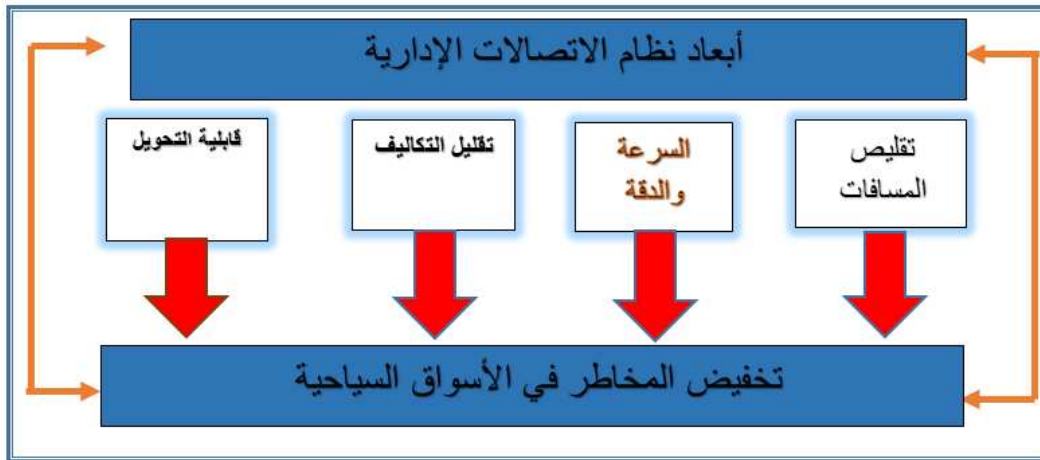 أبعاد نظام الاتصالات الإدارية
تقليص
المسافات
السرعة
والدقة
تقليل التكاليف
قابلية التحويل
تخفيض المخاطر في الأسواق السياحية